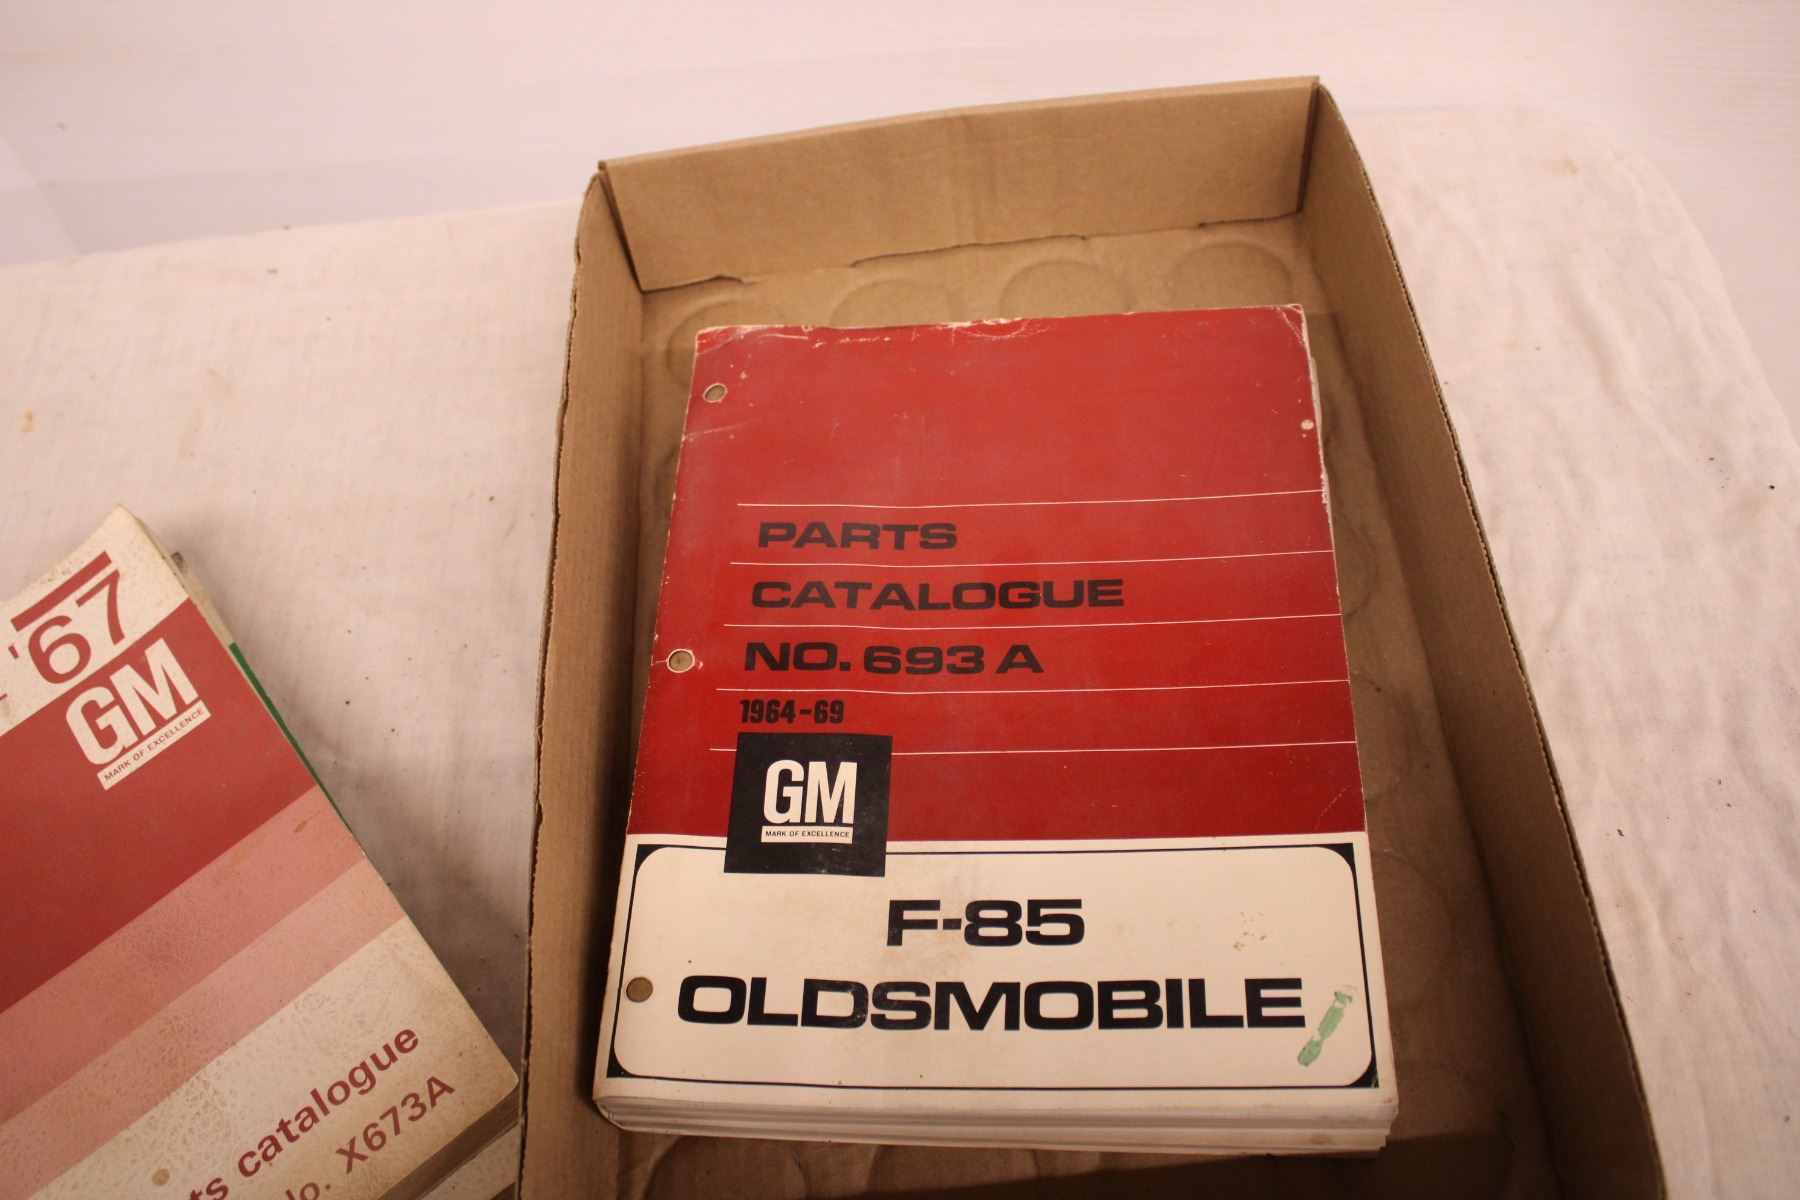 PARTS
CATALOGUE
NO. 693 A
1964-69
GM
MARK OF EXCELLENCE
F-85
OLDSMOBILE
'67
GM
MARK OF EXCELLENCE
catalogue
X673A